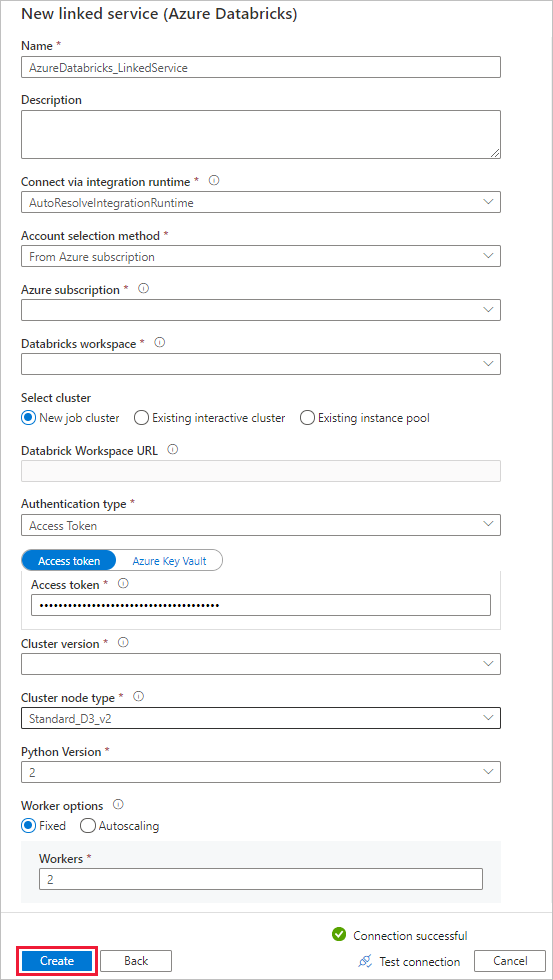 New linked service (Azure Databricks)
Name *
AzureDatabricks_LinkedService
Description
Connect via integration runtime *
AutoResolveIntegrationRuntime
Account selection method *
From Azure subscription
Azure subscription *
Databricks workspace *
Select cluster
New job cluster Existing interactive cluster Existing instance pool
Databrick Workspace URL
Authentication type *
Access Token
Access token Azure Key Vault
Access token *
••••••••••••••••••••••••••••••••••••••
Cluster version *
Cluster node type *
Standard_D3_v2
Python Version *
2
Worker options
Fixed Autoscaling
Workers *
2
Connection successful
Create Back Test connection Cancel